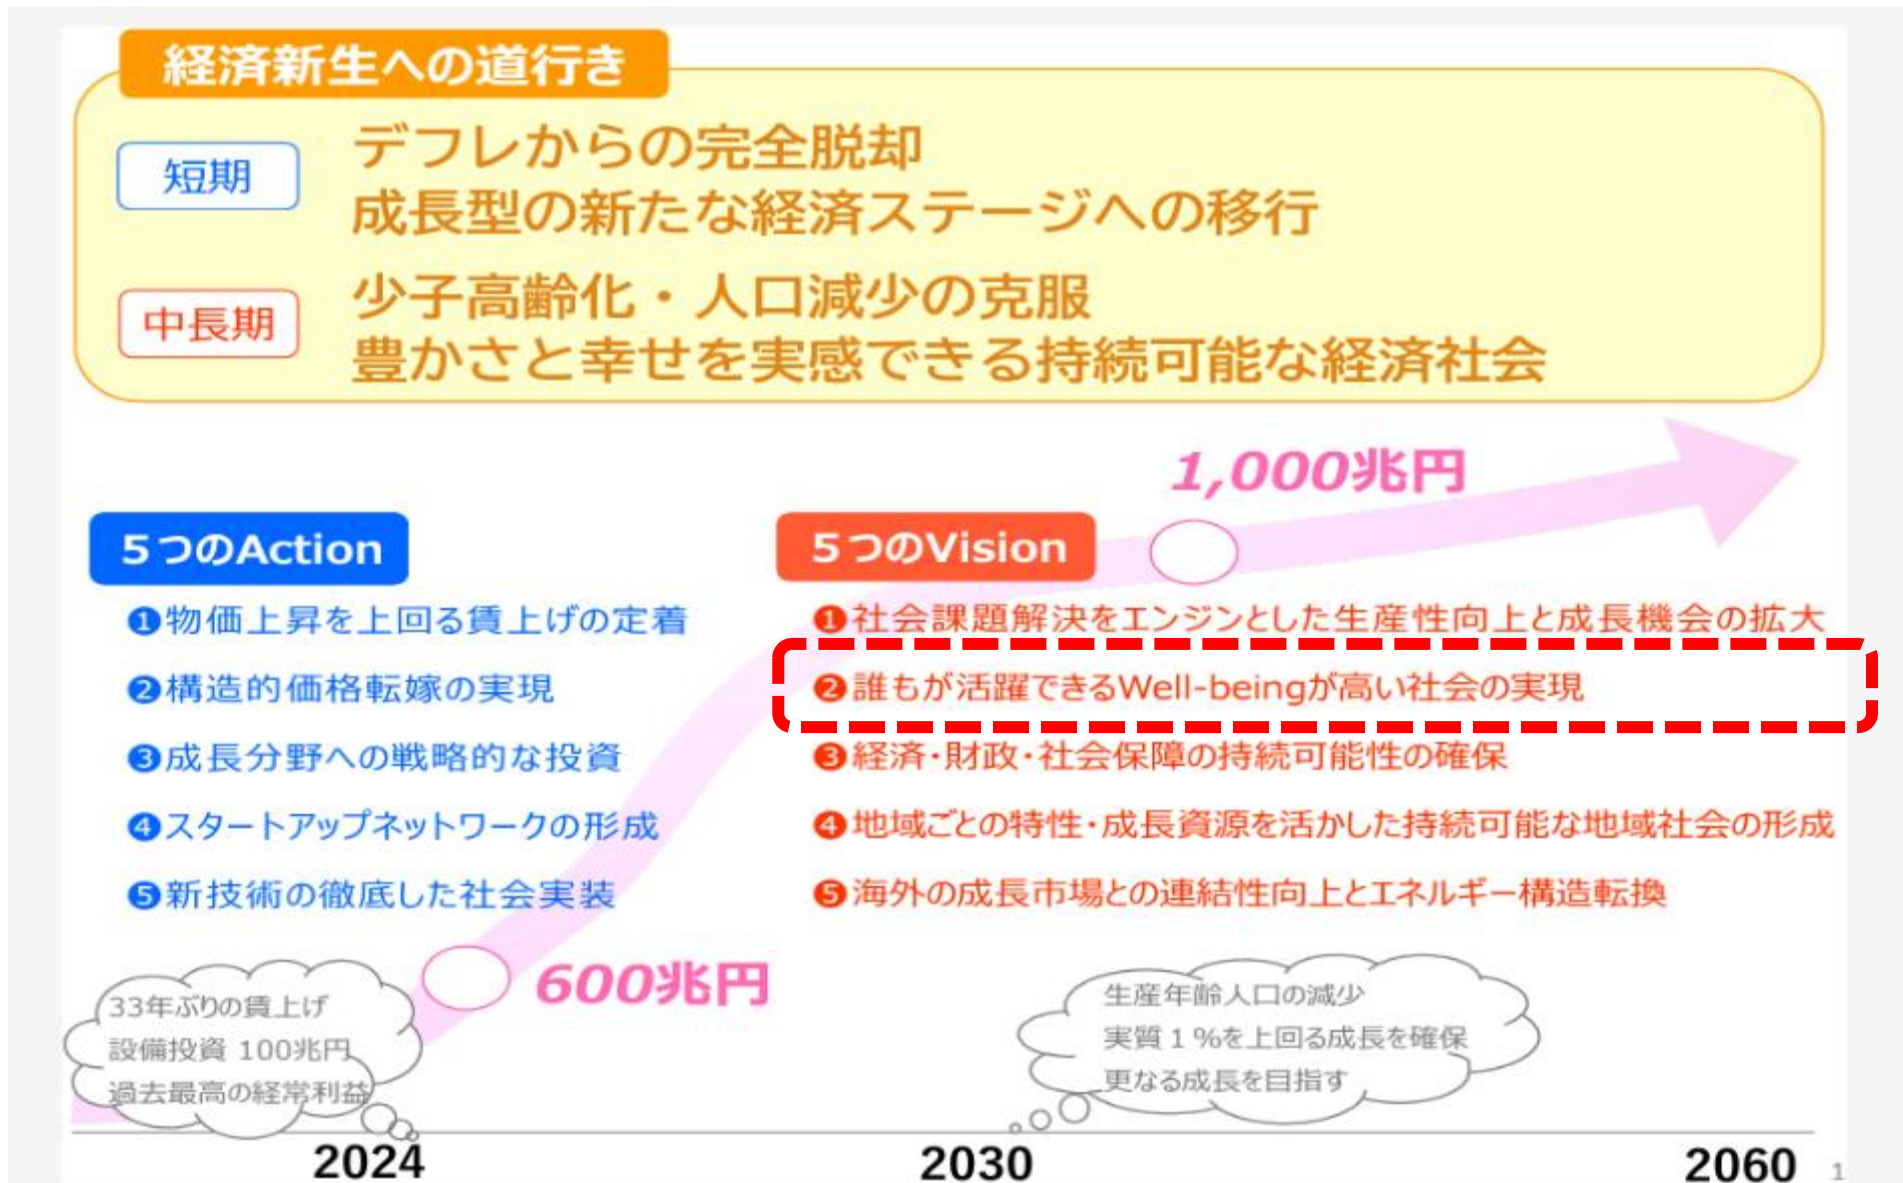 経済新生への道行き
短期
デフレからの完全脱却
成長型の新たな経済ステージへの移行
中長期
少子高齢化・人口減少の克服
豊かさと幸せを実感できる持続可能な経済社会
1,000兆円
５つのAction
❶物価上昇を上回る賃上げの定着
❷構造的価格転嫁の実現
❸成長分野への戦略的な投資
❹スタートアップネットワークの形成
❺新技術の徹底した社会実装
５つのVision
❶社会課題解決をエンジンとした生産性向上と成長機会の拡大
❷誰もが活躍できるWell-beingが高い社会の実現
❸経済・財政・社会保障の持続可能性の確保
❹地域ごとの特性・成長資源を活かした持続可能な地域社会の形成
❺海外の成長市場との連結性向上とエネルギー構造転換
600兆円
33年ぶりの賃上げ
設備投資 100兆円
過去最高の経常利益
生産年齢人口の減少
実質１%を上回る成長を確保
更なる成長を目指す
2024
2030
2060
1